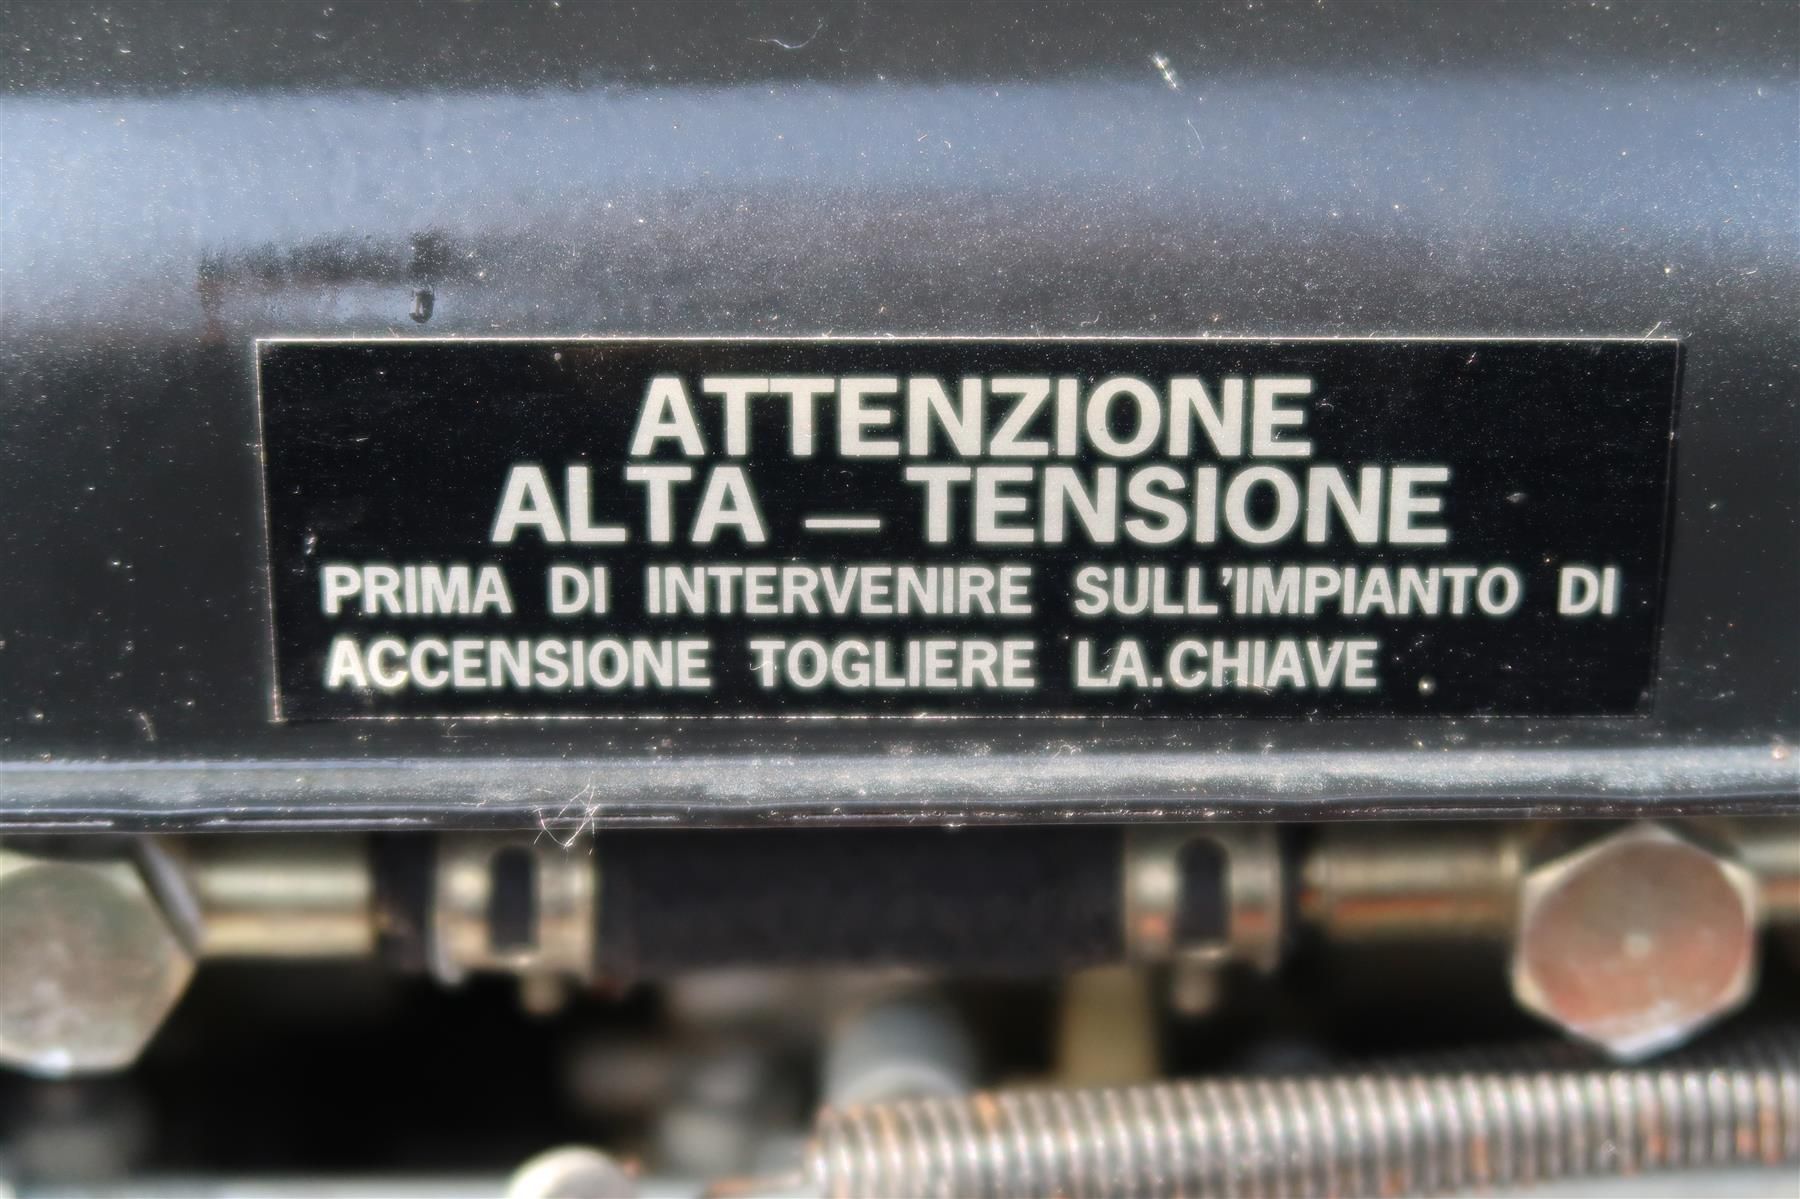 ATTENZIONE
ALTA — TENSIONE
PRIMA DI INTERVENIRE SULL'IMPIANTO DI
ACCENSIONE TOGLIERE LA.CHIAVE